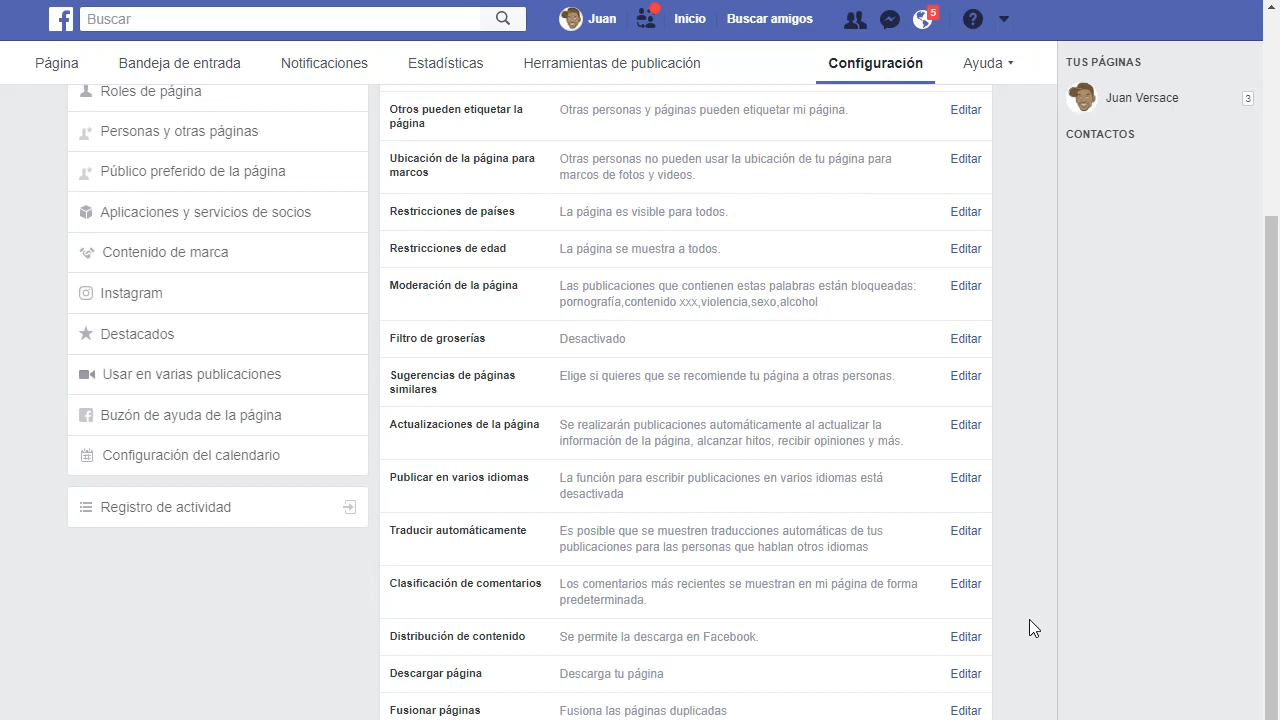 Buscar
Juan
Inicio
Buscar amigos
5
Página
Bandeja de entrada
Notificaciones
Estadísticas
Herramientas de publicación
Configuración
Ayuda
Roles de página
Personas y otras páginas
Público preferido de la página
Aplicaciones y servicios de socios
Contenido de marca
Instagram
Destacados
Usar en varias publicaciones
Buzón de ayuda de la página
Configuración del calendario
Registro de actividad
Otros pueden etiquetar la
página
Otras personas y páginas pueden etiquetar mi página.
Editar
Ubicación de la página para
marcos
Otras personas no pueden usar la ubicación de tu página para
marcos de fotos y videos.
Editar
Restricciones de países
La página es visible para todos.
Editar
Restricciones de edad
La página se muestra a todos.
Editar
Moderación de la página
Las publicaciones que contienen estas palabras están bloqueadas:
pornografía,contenido xxx,violencia,sexo,alcohol
Editar
Filtro de groserías
Desactivado
Editar
Sugerencias de páginas
similares
Elige si quieres que se recomiende tu página a otras personas.
Editar
Actualizaciones de la página
Se realizarán publicaciones automáticamente al actualizar la
información de la página, alcanzar hitos, recibir opiniones y más.
Editar
Publicar en varios idiomas
La función para escribir publicaciones en varios idiomas está
desactivada
Editar
Traducir automáticamente
Es posible que se muestren traducciones automáticas de tus
publicaciones para las personas que hablan otros idiomas
Editar
Clasificación de comentarios
Los comentarios más recientes se muestran en mi página de forma
predeterminada.
Editar
Distribución de contenido
Se permite la descarga en Facebook.
Editar
Descargar página
Descarga tu página
Editar
Fusionar páginas
Fusiona las páginas duplicadas
Editar
TUS PÁGINAS
Juan Versace
3
CONTACTOS